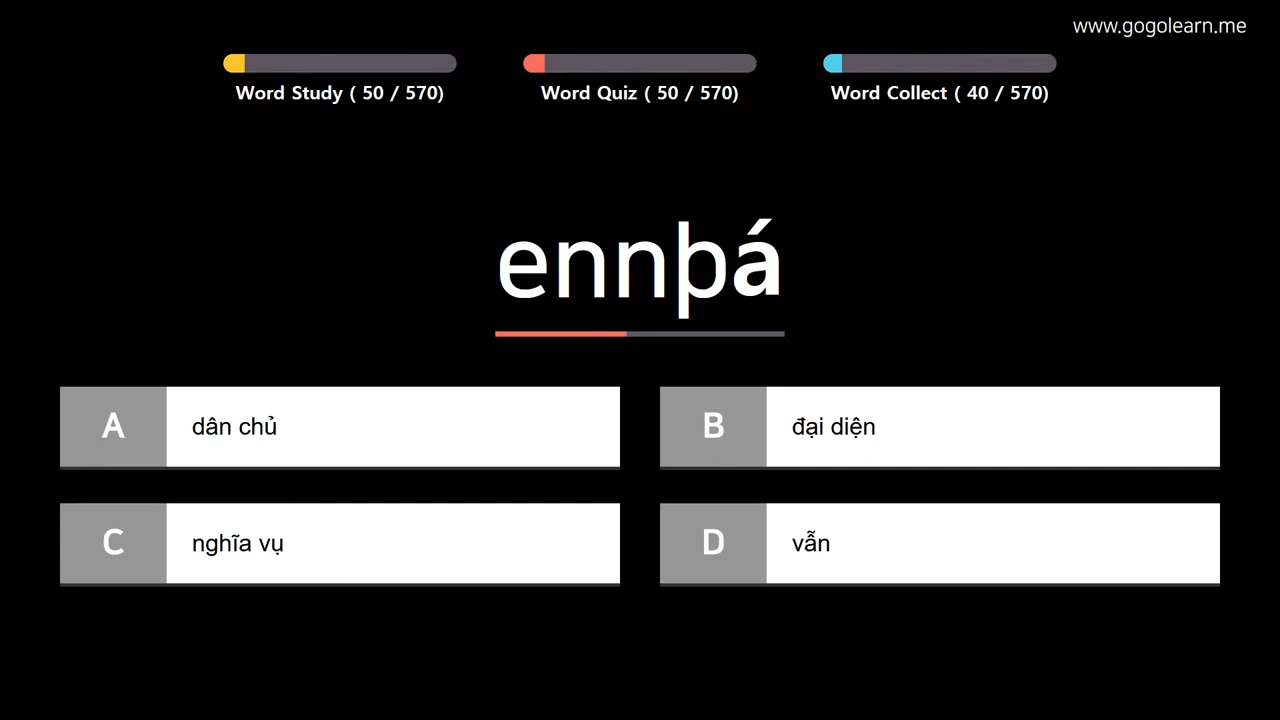 www.gogolearn.me
Word Study ( 50 / 570)
Word Quiz ( 50 / 570)
Word Collect ( 40 / 570)
ennþá
A dân chủ
B đại diện
C nghĩa vụ
D vẫn